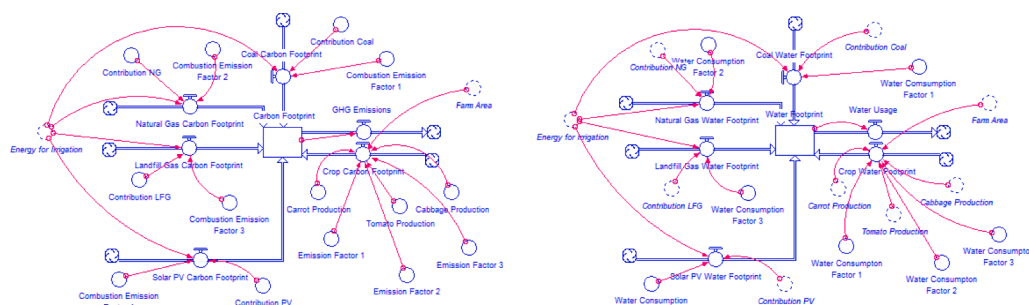 Contribution Coal
Coal Carbon Footprint
Contribution NG
Combustion Emission
Factor 2
Combustion Emission
Factor 1
Carbon Footprint
GHG Emissions
Farm Area
Natural Gas Carbon Footprint
Energy for Irrigation
Landfill Gas Carbon Footprint
Crop Carbon Footprint
Contribution LFG
Carrot Production
Cabbage Production
Tomato Production
Combustion Emission
Factor 3
Emission Factor 1
Emission Factor 3
Solar PV Carbon Footprint
Emission Factor 2
Combustion Emission
Contribution PV
Contribution Coal
Coal Water Footprint
Contribution NG
Water Consumption
Factor 2
Water Consumption
Factor 1
Water Footprint
Water Usage
Farm Area
Natural Gas Water Footprint
Energy for Irrigation
Landfill Gas Water Footprint
Crop Water Footprint
Contribution LFG
Carrot Production
Cabbage Production
Tomato Production
Water Consumption
Factor 3
Water Consumption
Factor 1
Water Consumpt
Factor 3
Solar PV Water Footprint
Water Consumption
Factor 2
Water Consumption
Contribution PV